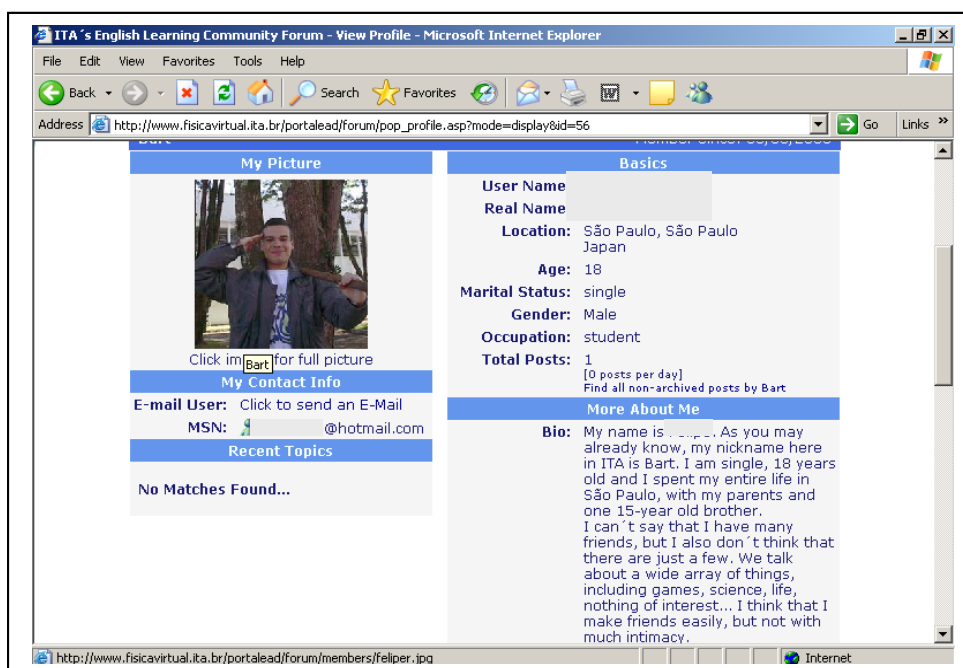 ITA´s English Learning Community Forum - View Profile - Microsoft Internet Explorer
File Edit View Favorites Tools Help
Back Search Favorites
Address http://www.fisicavirtual.ita.br/portalead/forum/pop_profile.asp?mode=display&id=56 Go Links »
My Picture
Click im for full picture
Bart
My Contact Info
E-mail User: Click to send an E-Mail
MSN: @hotmail.com
Recent Topics
No Matches Found...
Basics
User Name
Real Name
Location: São Paulo, São Paulo
Japan
Age: 18
Marital Status: single
Gender: Male
Occupation: student
Total Posts: 1
[0 posts per day]
Find all non-archived posts by Bart
More About Me
Bio: My name is . As you may
already know, my nickname here
in ITA is Bart. I am single, 18 years
old and I spent my entire life in
São Paulo, with my parents and
one 15-year old brother.
I can´t say that I have many
friends, but I also don´t think that
there are just a few. We talk
about a wide array of things,
including games, science, life,
nothing of interest... I think that I
make friends easily, but not with
much intimacy.
http://www.fisicavirtual.ita.br/portalead/forum/members/feliper.jpg Internet